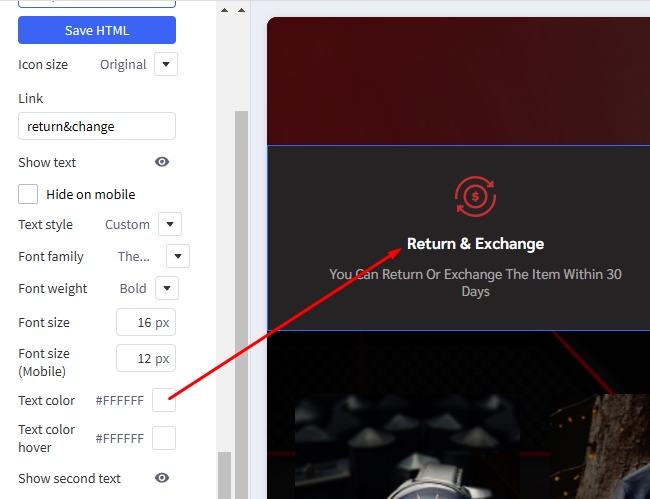 Save HTML
Icon size Original
Link
return&change
Show text
Hide on mobile
Text style Custom
Font family The...
Font weight Bold
Font size 16 px
Font size
(Mobile) 12 px
Text color #FFFFFF
Text color
hover #FFFFFF
Show second text
$
Return & Exchange
You Can Return Or Exchange The Item Within 30
Days